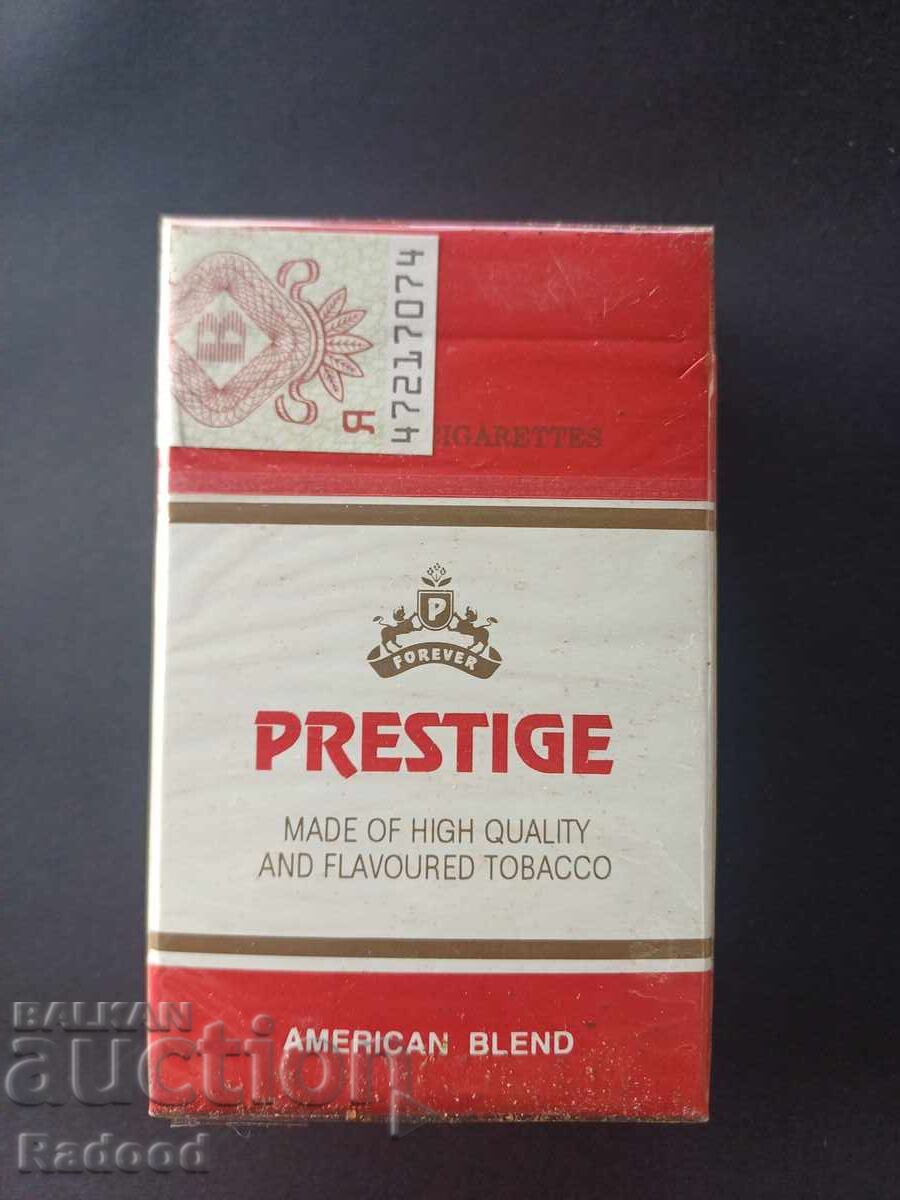 B
Я
47217074
CIGARETTES
P
FOREVER
PRESTIGE
MADE OF HIGH QUALITY
AND FLAVOURED TOBACCO
AMERICAN BLEND
BALKAN
auction
Radood